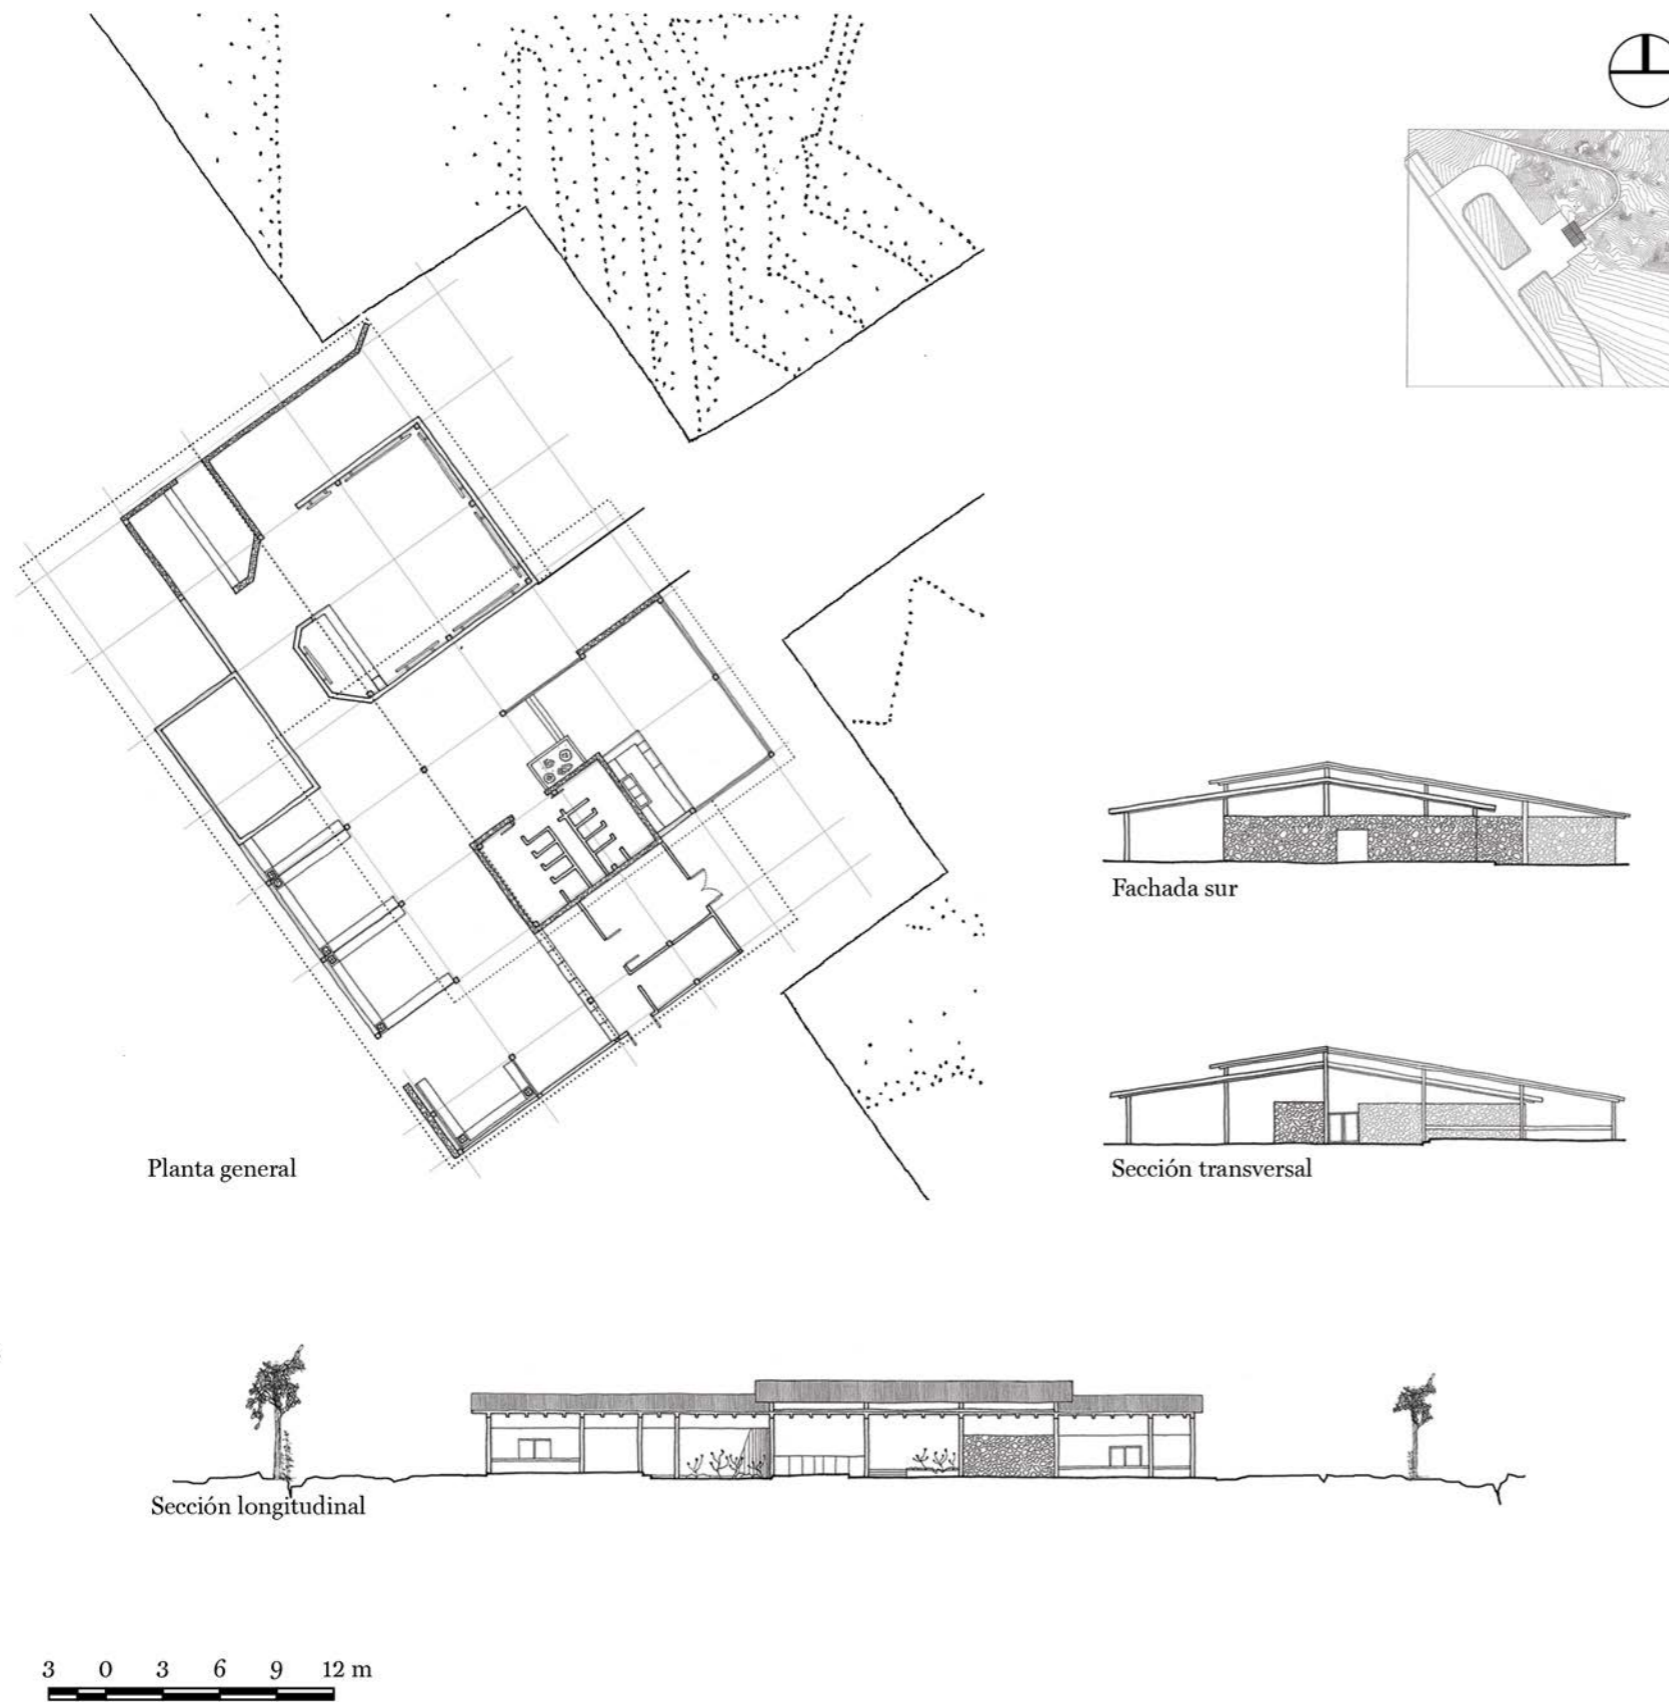 Fachada sur
Planta general
Sección transversal
Sección longitudinal
3 0 3 6 9 12 m